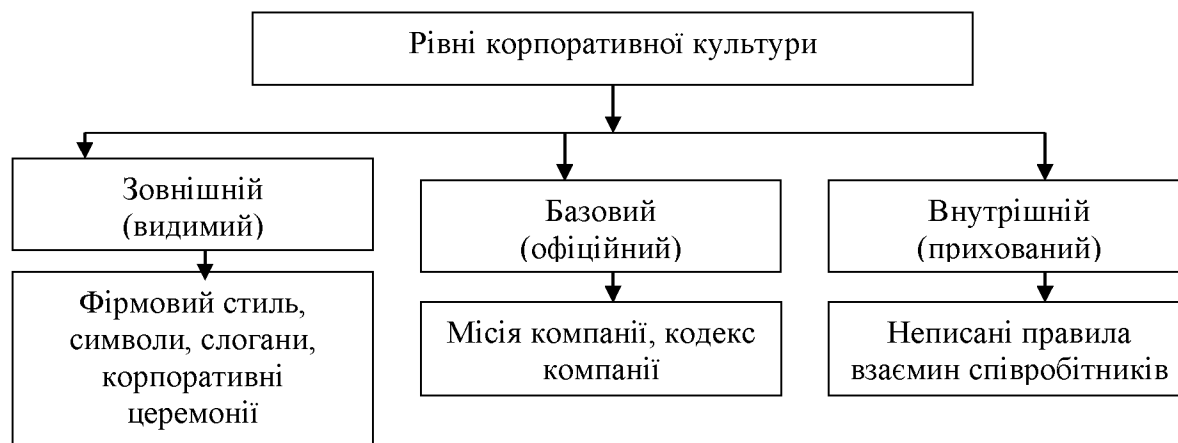 Рівні корпоративної культури
Зовнішній
(видимий)
Базовий
(офіційний)
Внутрішній
(прихований)
Фірмовий стиль,
символи, слогани,
корпоративні
церемонії
Місія компанії, кодекс
компанії
Неписані правила
взаємин співробітників